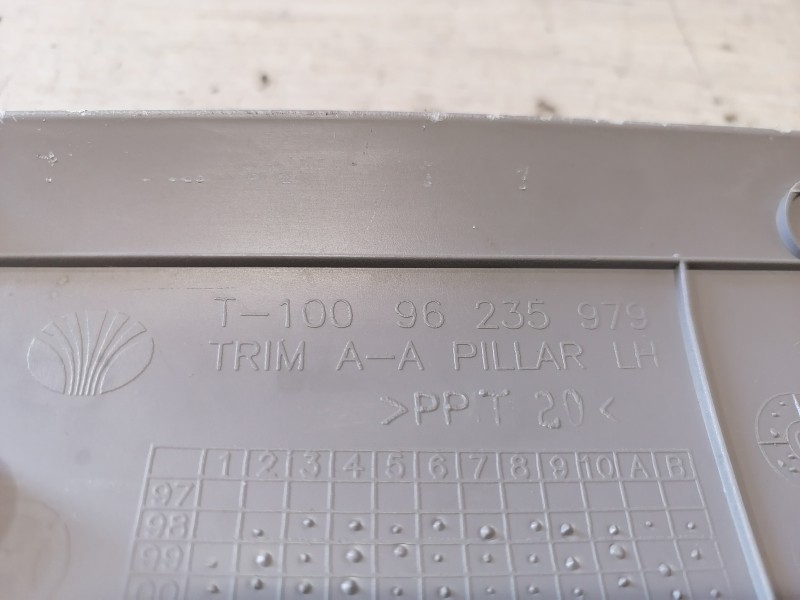 T-100 96 235 979
TRIM A-A PILLAR LH
>PP.T 20<
1 2 3 4 5 6 7 8 9 10 A B
97
98
99
00